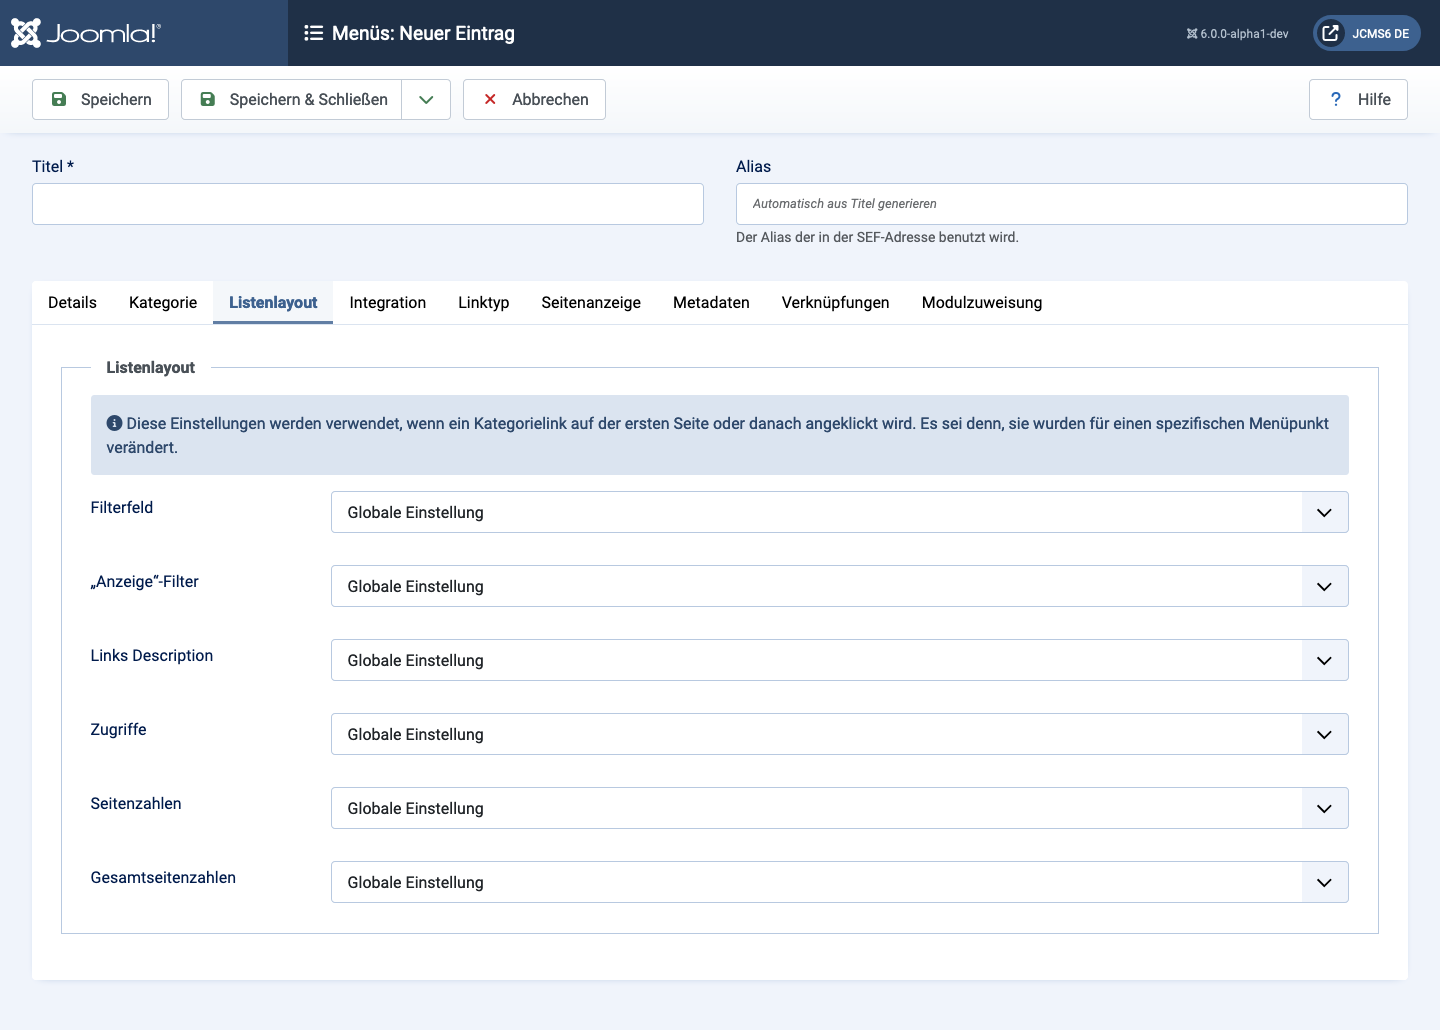 Joomla!®
Menüs: Neuer Eintrag
6.0.0-alpha1-dev
JCMS6 DE
Speichern
Speichern & Schließen
Abbrechen
? Hilfe
Titel *
Alias
Automatisch aus Titel generieren
Der Alias der in der SEF-Adresse benutzt wird.
Details Kategorie Listenlayout Integration Linktyp Seitenanzeige Metadaten Verknüpfungen Modulzuweisung
Listenlayout
Diese Einstellungen werden verwendet, wenn ein Kategorielink auf der ersten Seite oder danach angeklickt wird. Es sei denn, sie wurden für einen spezifischen Menüpunkt
verändert.
Filterfeld Globale Einstellung
„Anzeige“-Filter Globale Einstellung
Links Description Globale Einstellung
Zugriffe Globale Einstellung
Seitenzahlen Globale Einstellung
Gesamtseitenzahlen Globale Einstellung